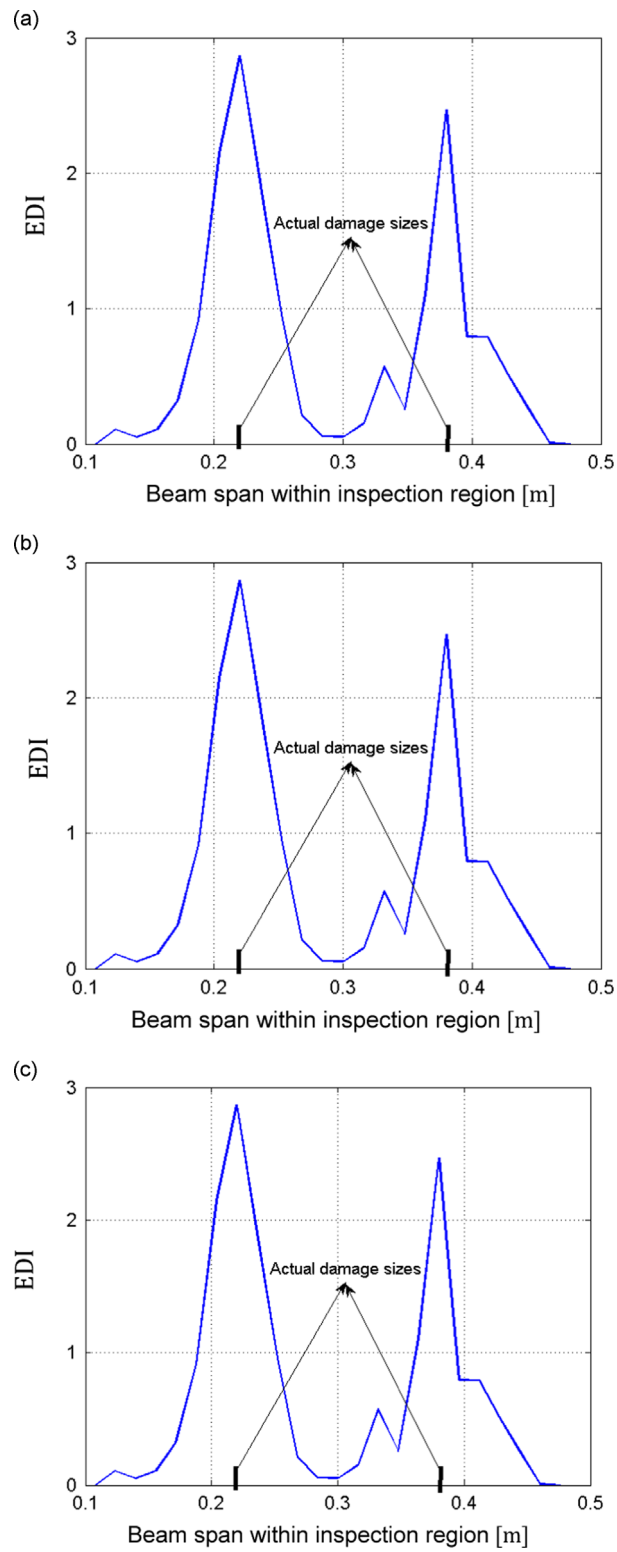 (a)
3
2
1
0
EDI
Actual damage sizes
0.1 0.2 0.3 0.4 0.5
Beam span within inspection region [m]
(b)
3
2
1
0
EDI
Actual damage sizes
0.1 0.2 0.3 0.4 0.5
Beam span within inspection region [m]
(c)
3
2
1
0
EDI
Actual damage sizes
0.1 0.2 0.3 0.4 0.5
Beam span within inspection region [m]